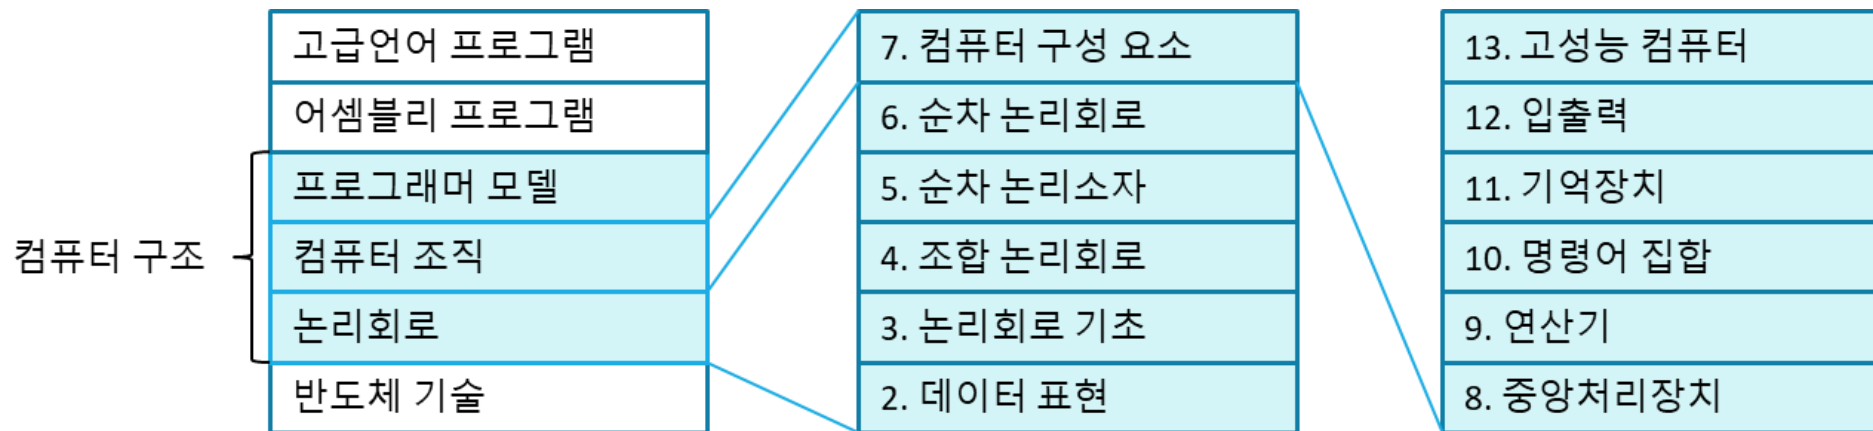 고급언어 프로그램
어셈블리 프로그램
프로그래머 모델
컴퓨터 조직
논리회로
반도체 기술
컴퓨터 구조
7. 컴퓨터 구성 요소
6. 순차 논리회로
5. 순차 논리소자
4. 조합 논리회로
3. 논리회로 기초
2. 데이터 표현
13. 고성능 컴퓨터
12. 입출력
11. 기억장치
10. 명령어 집합
9. 연산기
8. 중앙처리장치